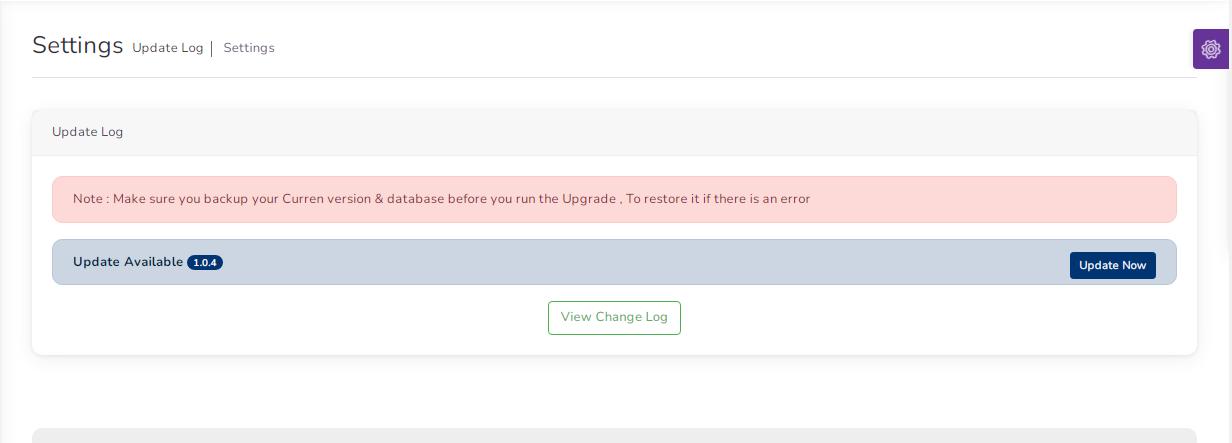 Settings Update Log | Settings
Update Log
Note : Make sure you backup your Curren version & database before you run the Upgrade , To restore it if there is an error
Update Available 1.0.4
Update Now
View Change Log